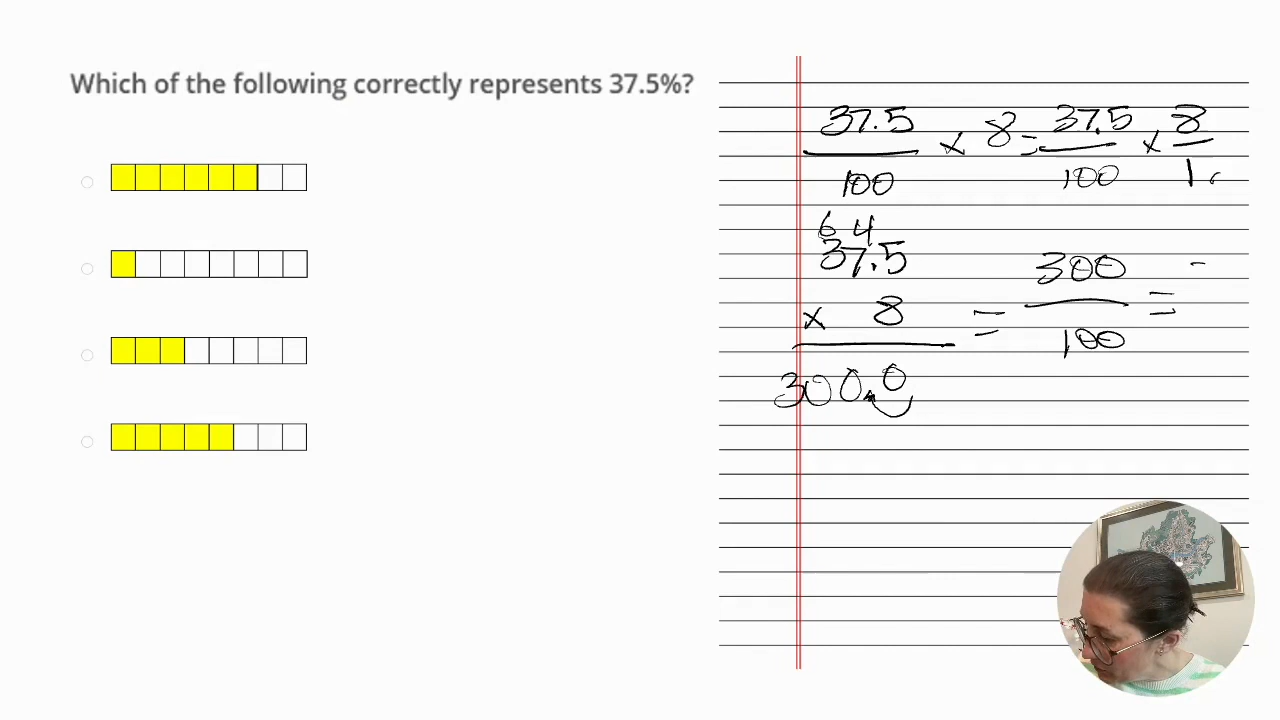 Which of the following correctly represents 37.5%?
37.5/100 x 8 = 37.5/100 x 8/1
6 4
37.5
x 8 = 300/100 =
300.0